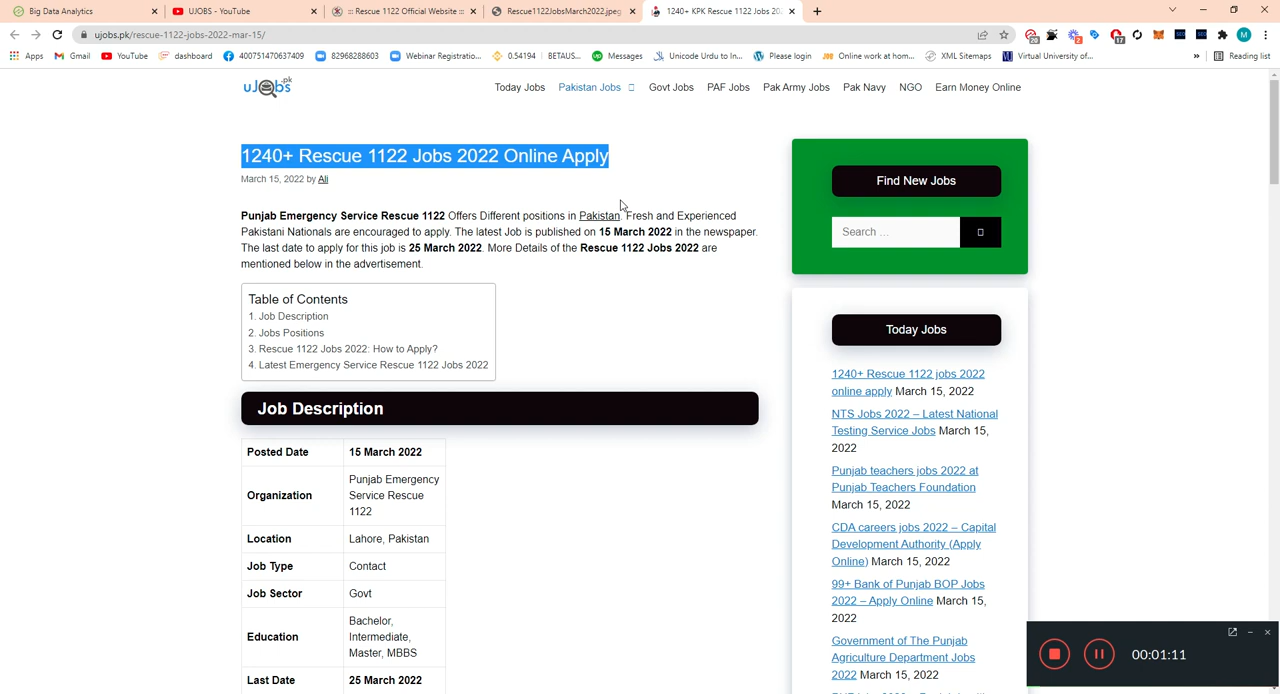 Big Data Analytics
UJOBS - YouTube
::: Rescue 1122 Official Website :::
Rescue1122JobsMarch2022.jpeg
1240+ KPK Rescue 1122 Jobs 202
ujobs.pk/rescue-1122-jobs-2022-mar-15/
Apps Gmail YouTube dashboard 400751470637409 82968288603 Webinar Registratio... 0.54194 | BETAUS... Messages Unicode Urdu to In... Please login Online work at hom... XML Sitemaps Virtual University of... » Reading list
uJobs.pk
Today Jobs Pakistan Jobs Govt Jobs PAF Jobs Pak Army Jobs Pak Navy NGO Earn Money Online
1240+ Rescue 1122 Jobs 2022 Online Apply
March 15, 2022 by Ali
Punjab Emergency Service Rescue 1122 Offers Different positions in Pakistan. Fresh and Experienced
Pakistani Nationals are encouraged to apply. The latest Job is published on 15 March 2022 in the newspaper.
The last date to apply for this job is 25 March 2022. More Details of the Rescue 1122 Jobs 2022 are
mentioned below in the advertisement.
Table of Contents
1. Job Description
2. Jobs Positions
3. Rescue 1122 Jobs 2022: How to Apply?
4. Latest Emergency Service Rescue 1122 Jobs 2022
Job Description
Posted Date 15 March 2022
Organization Punjab Emergency
Service Rescue
1122
Location Lahore, Pakistan
Job Type Contact
Job Sector Govt
Education Bachelor,
Intermediate,
Master, MBBS
Last Date 25 March 2022
Find New Jobs
Search ...
Today Jobs
1240+ Rescue 1122 jobs 2022
online apply March 15, 2022
NTS Jobs 2022 – Latest National
Testing Service Jobs March 15,
2022
Punjab teachers jobs 2022 at
Punjab Teachers Foundation
March 15, 2022
CDA careers jobs 2022 – Capital
Development Authority (Apply
Online) March 15, 2022
99+ Bank of Punjab BOP Jobs
2022 – Apply Online March 15,
2022
Government of The Punjab
Agriculture Department Jobs
2022 March 15, 2022
00:01:11